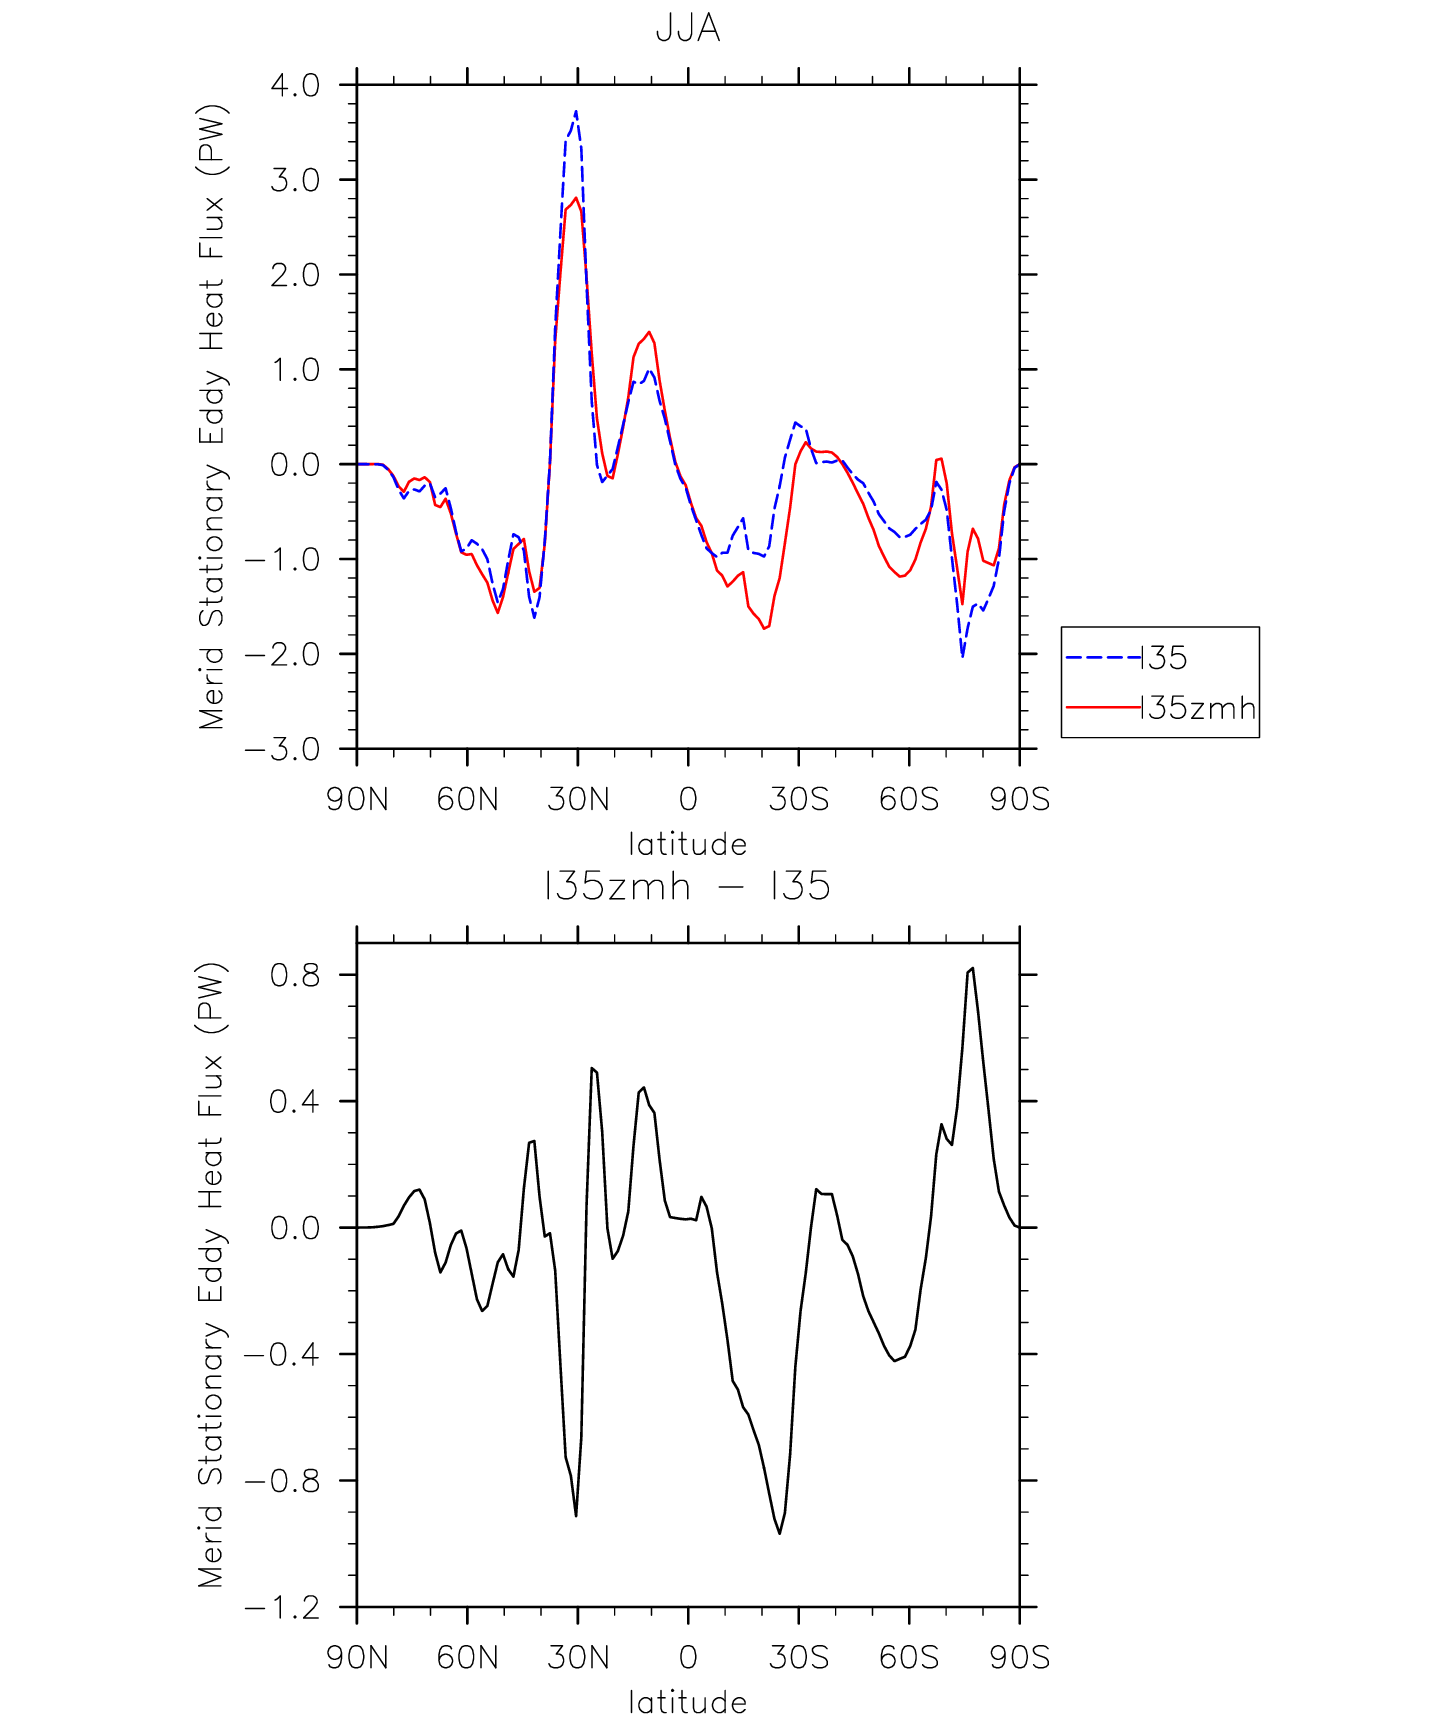 JJA
Merid Stationary Eddy Heat Flux (PW)
4.0
3.0
2.0
1.0
0.0
−1.0
−2.0
−3.0
90N 60N 30N 0 30S 60S 90S
latitude
I35
I35zmh
I35zmh − I35
Merid Stationary Eddy Heat Flux (PW)
0.8
0.4
0.0
−0.4
−0.8
−1.2
90N 60N 30N 0 30S 60S 90S
latitude